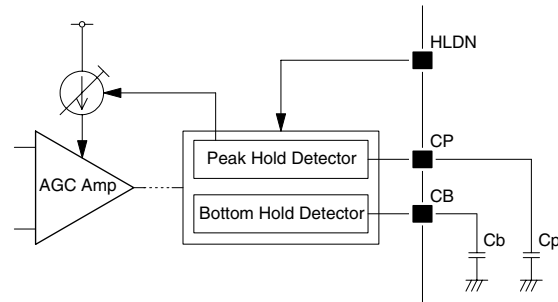 HLDN
CP
Peak Hold Detector
AGC Amp
CB
Bottom Hold Detector
Cb
Cp